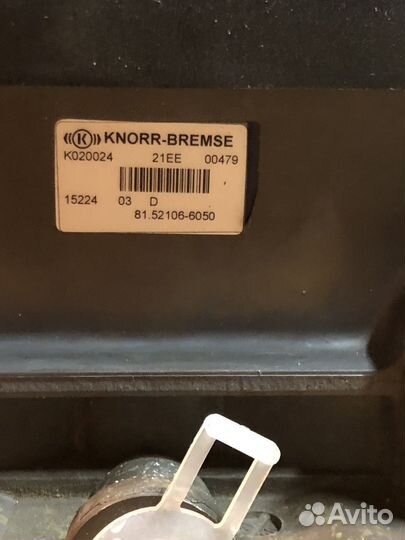 K KNORR-BREMSE
K020024 21EE 00479
15224 03 D
81.52106-6050
Avito